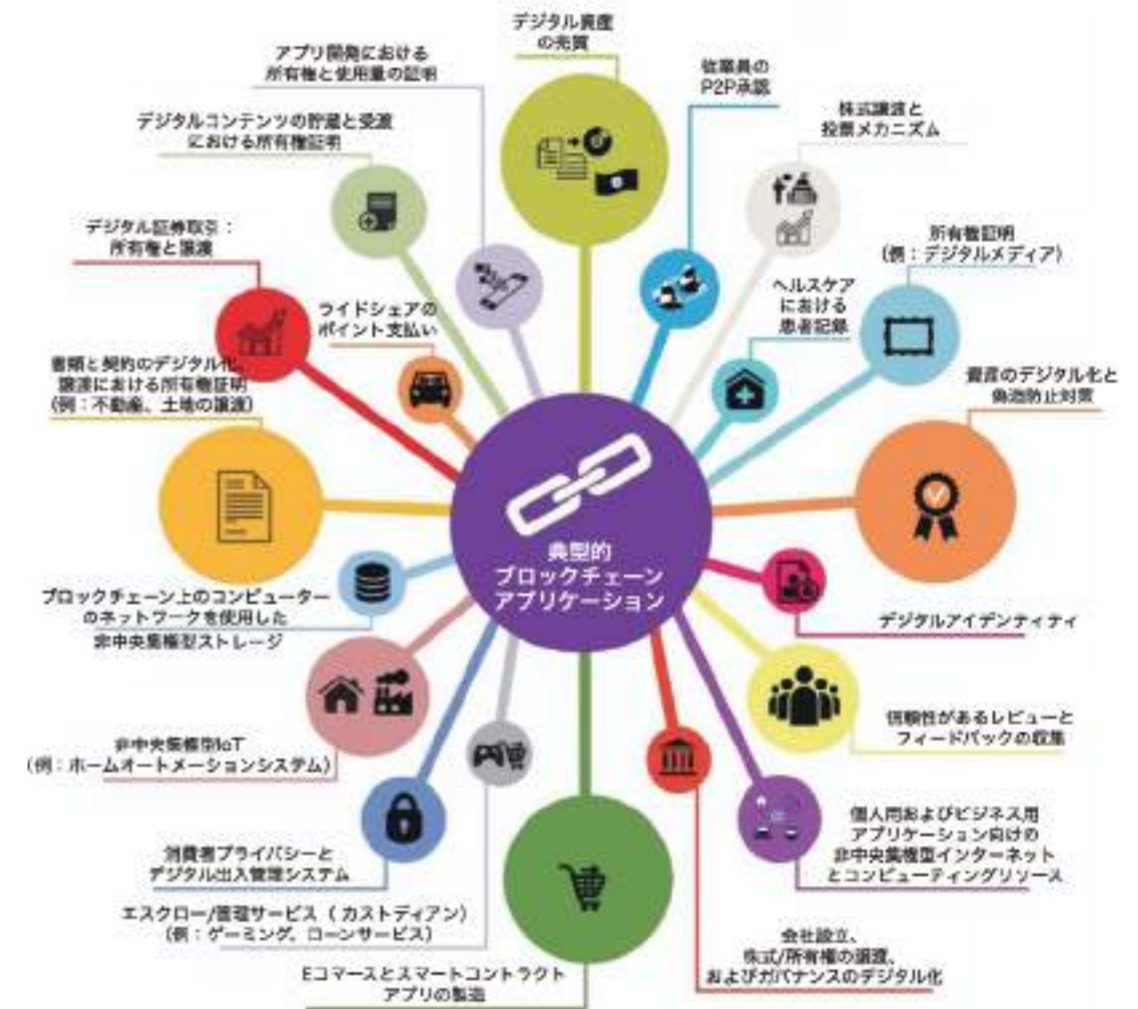 デジタル資産
の売買
アプリ開発における
所有権と使用量の証明
従業員の
P2P承認
デジタルコンテンツの貯蔵と受渡
における所有権証明
株式譲渡と
投票メカニズム
デジタル証券取引：
所有権と譲渡
所有権証明
（例：デジタルメディア）
ライドシェアの
ポイント支払い
ヘルスケア
における
患者記録
書類と契約のデジタル化、
譲渡における所有権証明
（例：不動産、土地の譲渡）
資産のデジタル化と
偽造防止対策
典型的
ブロックチェーン
アプリケーション
ブロックチェーン上のコンピューター
のネットワークを使用した
非中央集権型ストレージ
デジタルアイデンティティ
非中央集権型IoT
（例：ホームオートメーションシステム）
信頼性があるレビューと
フィードバックの収集
消費者プライバシーと
デジタル出入管理システム
個人用およびビジネス用
アプリケーション向けの
非中央集権型インターネット
とコンピューティングリソース
エスクロー/管理サービス（カストディアン）
（例：ゲーミング、ローンサービス）
会社設立、
株式/所有権の譲渡、
およびガバナンスのデジタル化
Eコマースとスマートコントラクト
アプリの製造